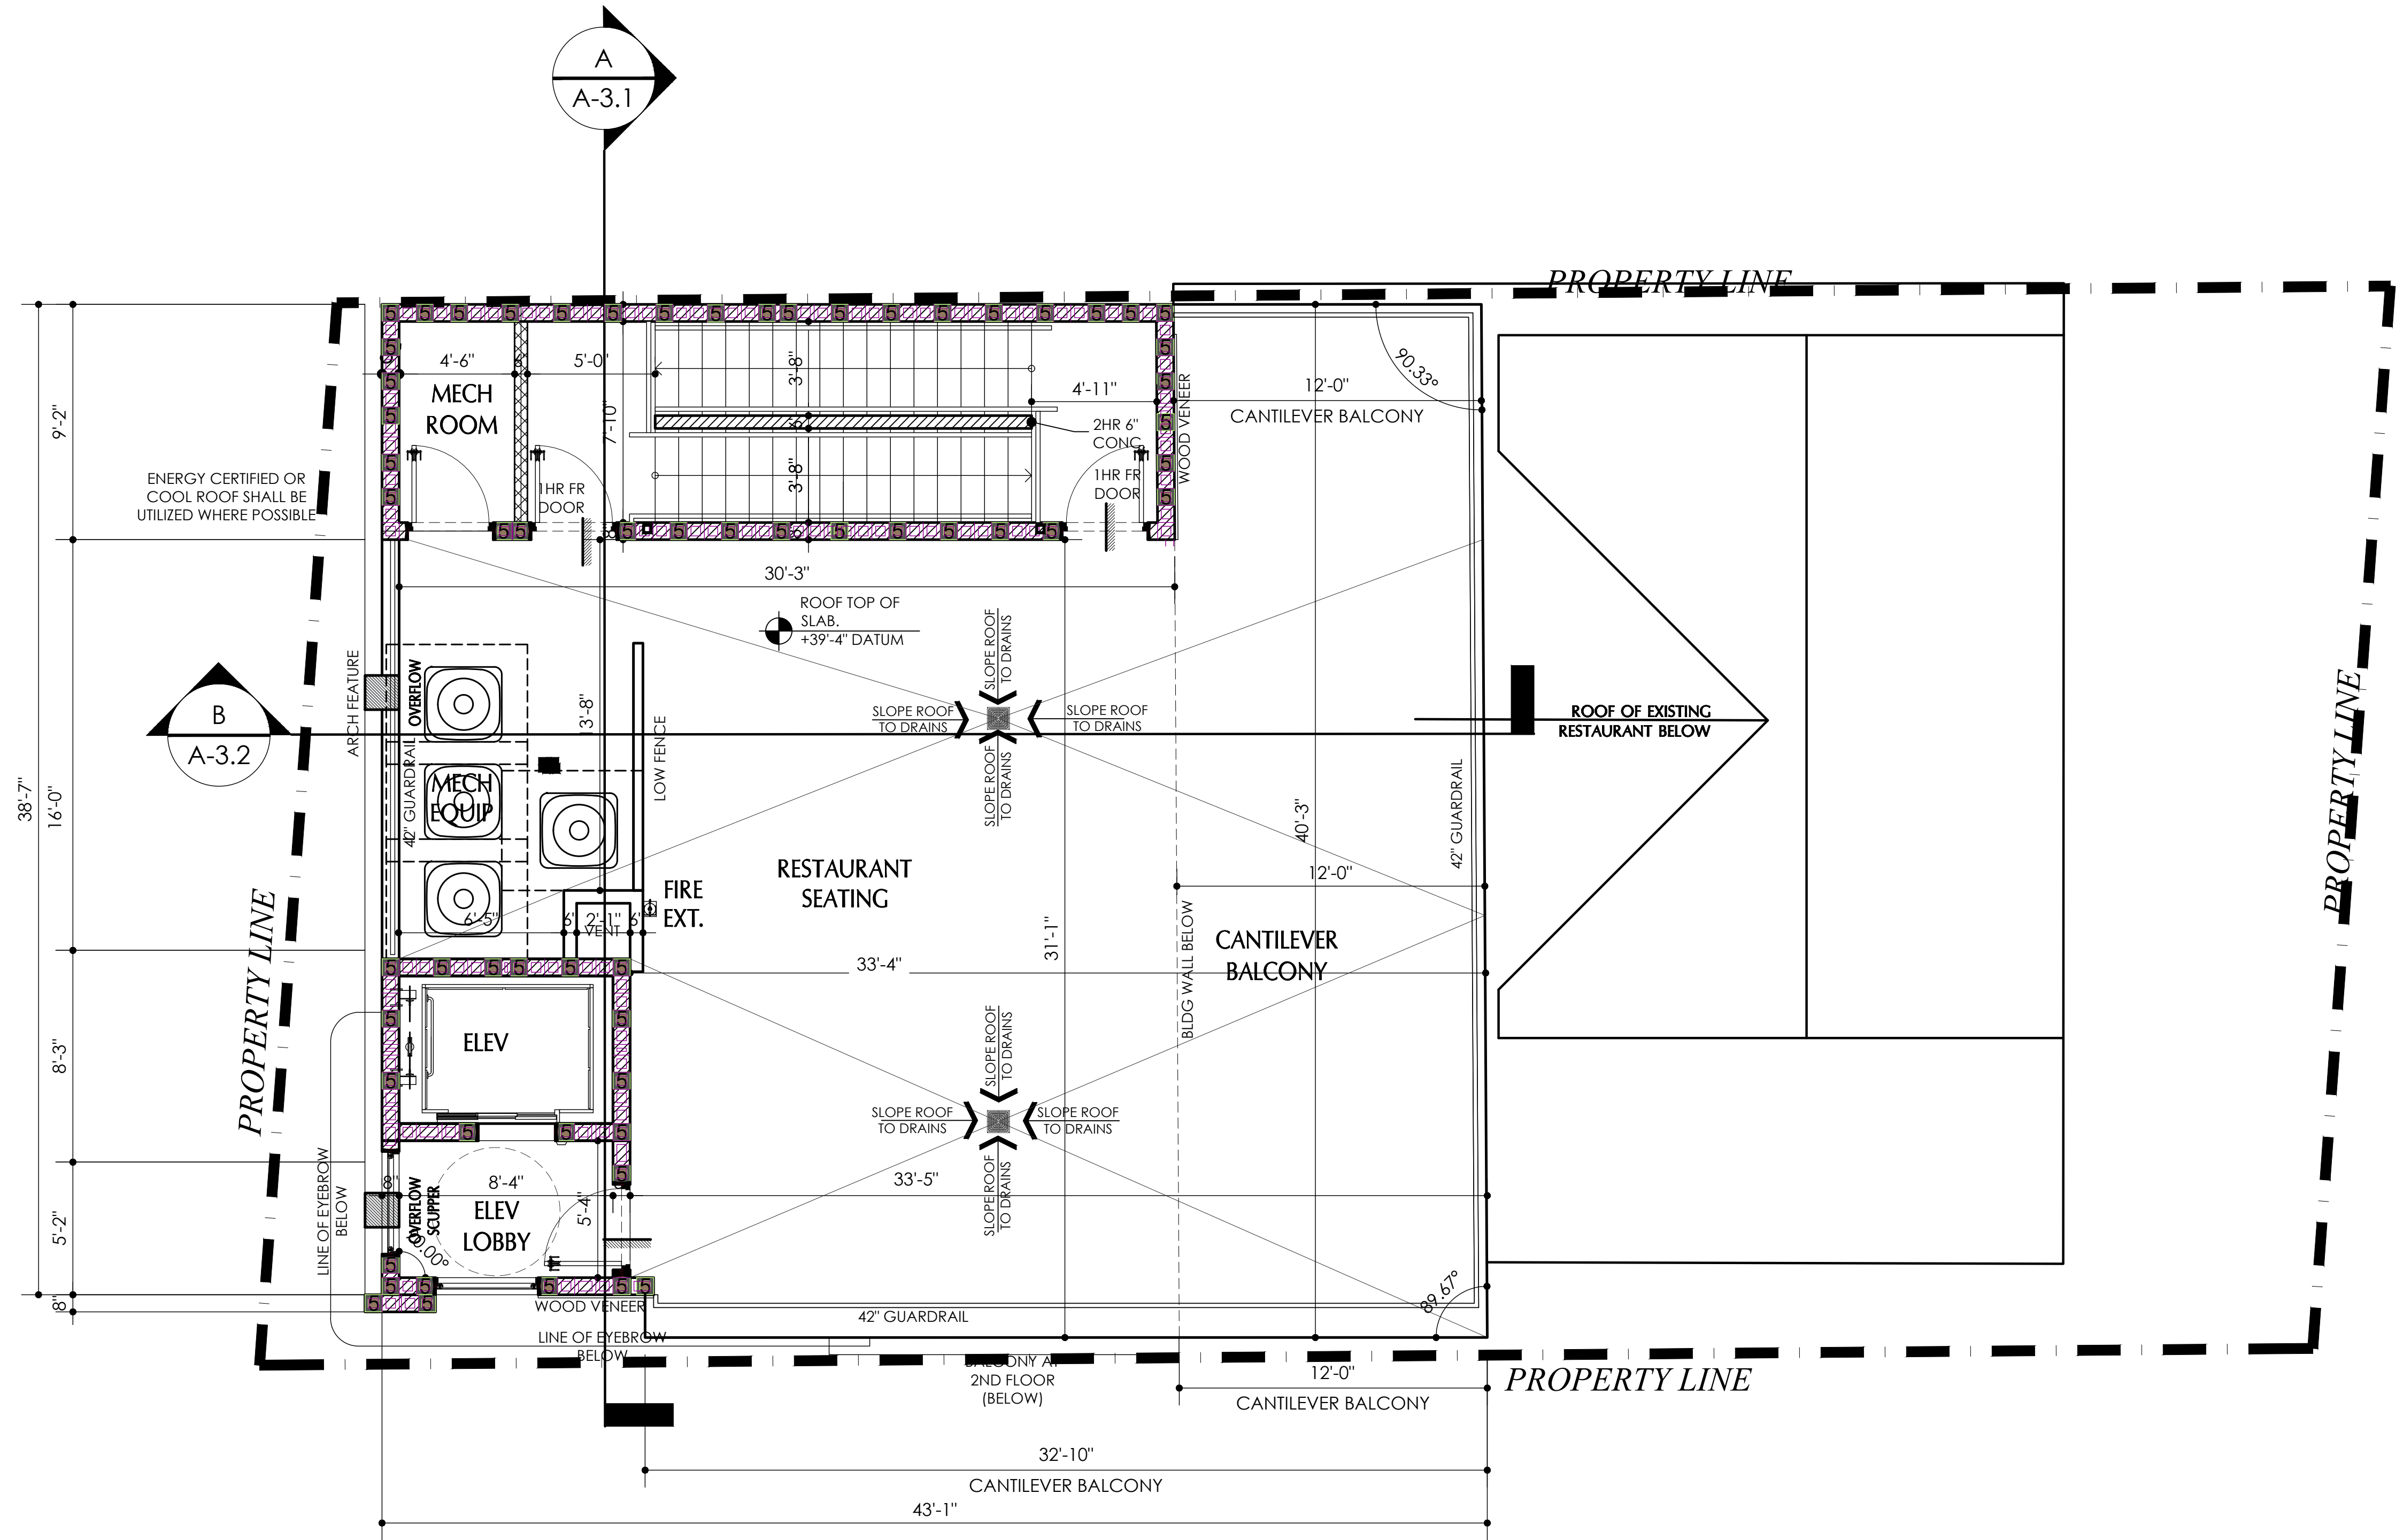 A
A-3.1
PROPERTY LINE
4'-6"
5'-0"
3'-8"
MECH
ROOM
7'-10"
4'-11"
12'-0"
CANTILEVER BALCONY
90.33°
2HR 6"
CONC
WOOD VENEER
9'-2"
ENERGY CERTIFIED OR
COOL ROOF SHALL BE
UTILIZED WHERE POSSIBLE
1HR FR
DOOR
3'-8"
1HR FR
DOOR
30'-3"
ROOF TOP OF
SLAB.
+39'-4" DATUM
SLOPE ROOF
TO DRAINS
SLOPE ROOF
TO DRAINS
SLOPE ROOF
TO DRAINS
SLOPE ROOF
TO DRAINS
B
A-3.2
ARCH FEATURE
OVERFLOW
42" GUARDRAIL
13'-8"
LOW FENCE
ROOF OF EXISTING
RESTAURANT BELOW
PROPERTY LINE
MECH
EQUIP
38'-7"
16'-0"
40'-3"
42" GUARDRAIL
RESTAURANT
SEATING
12'-0"
FIRE
EXT.
6'-5"
6"
2'-1"
6"
VENT
31'-1"
BLDG WALL BELOW
CANTILEVER
BALCONY
33'-4"
PROPERTY LINE
8'-3"
ELEV
SLOPE ROOF
TO DRAINS
SLOPE ROOF
TO DRAINS
SLOPE ROOF
TO DRAINS
SLOPE ROOF
TO DRAINS
LINE OF EYEBROW
BELOW
8"
8'-4"
33'-5"
OVERFLOW
SCUPPER
ELEV
LOBBY
5'-4"
5'-2"
8"
89.67°
WOOD VENEER
42" GUARDRAIL
LINE OF EYEBROW
BELOW
BALCONY AT
2ND FLOOR
(BELOW)
12'-0"
CANTILEVER BALCONY
PROPERTY LINE
32'-10"
CANTILEVER BALCONY
43'-1"